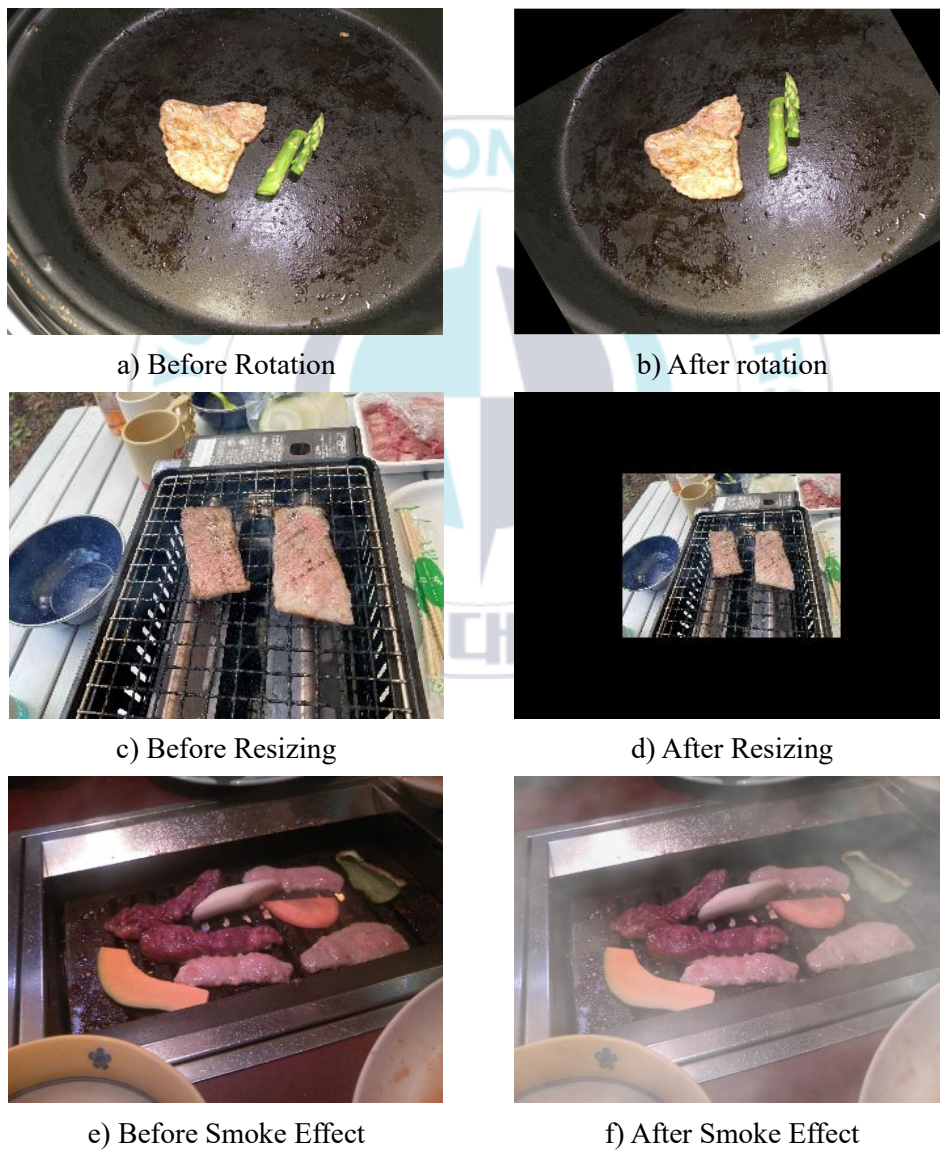 a) Before Rotation
b) After rotation
c) Before Resizing
d) After Resizing
e) Before Smoke Effect
f) After Smoke Effect